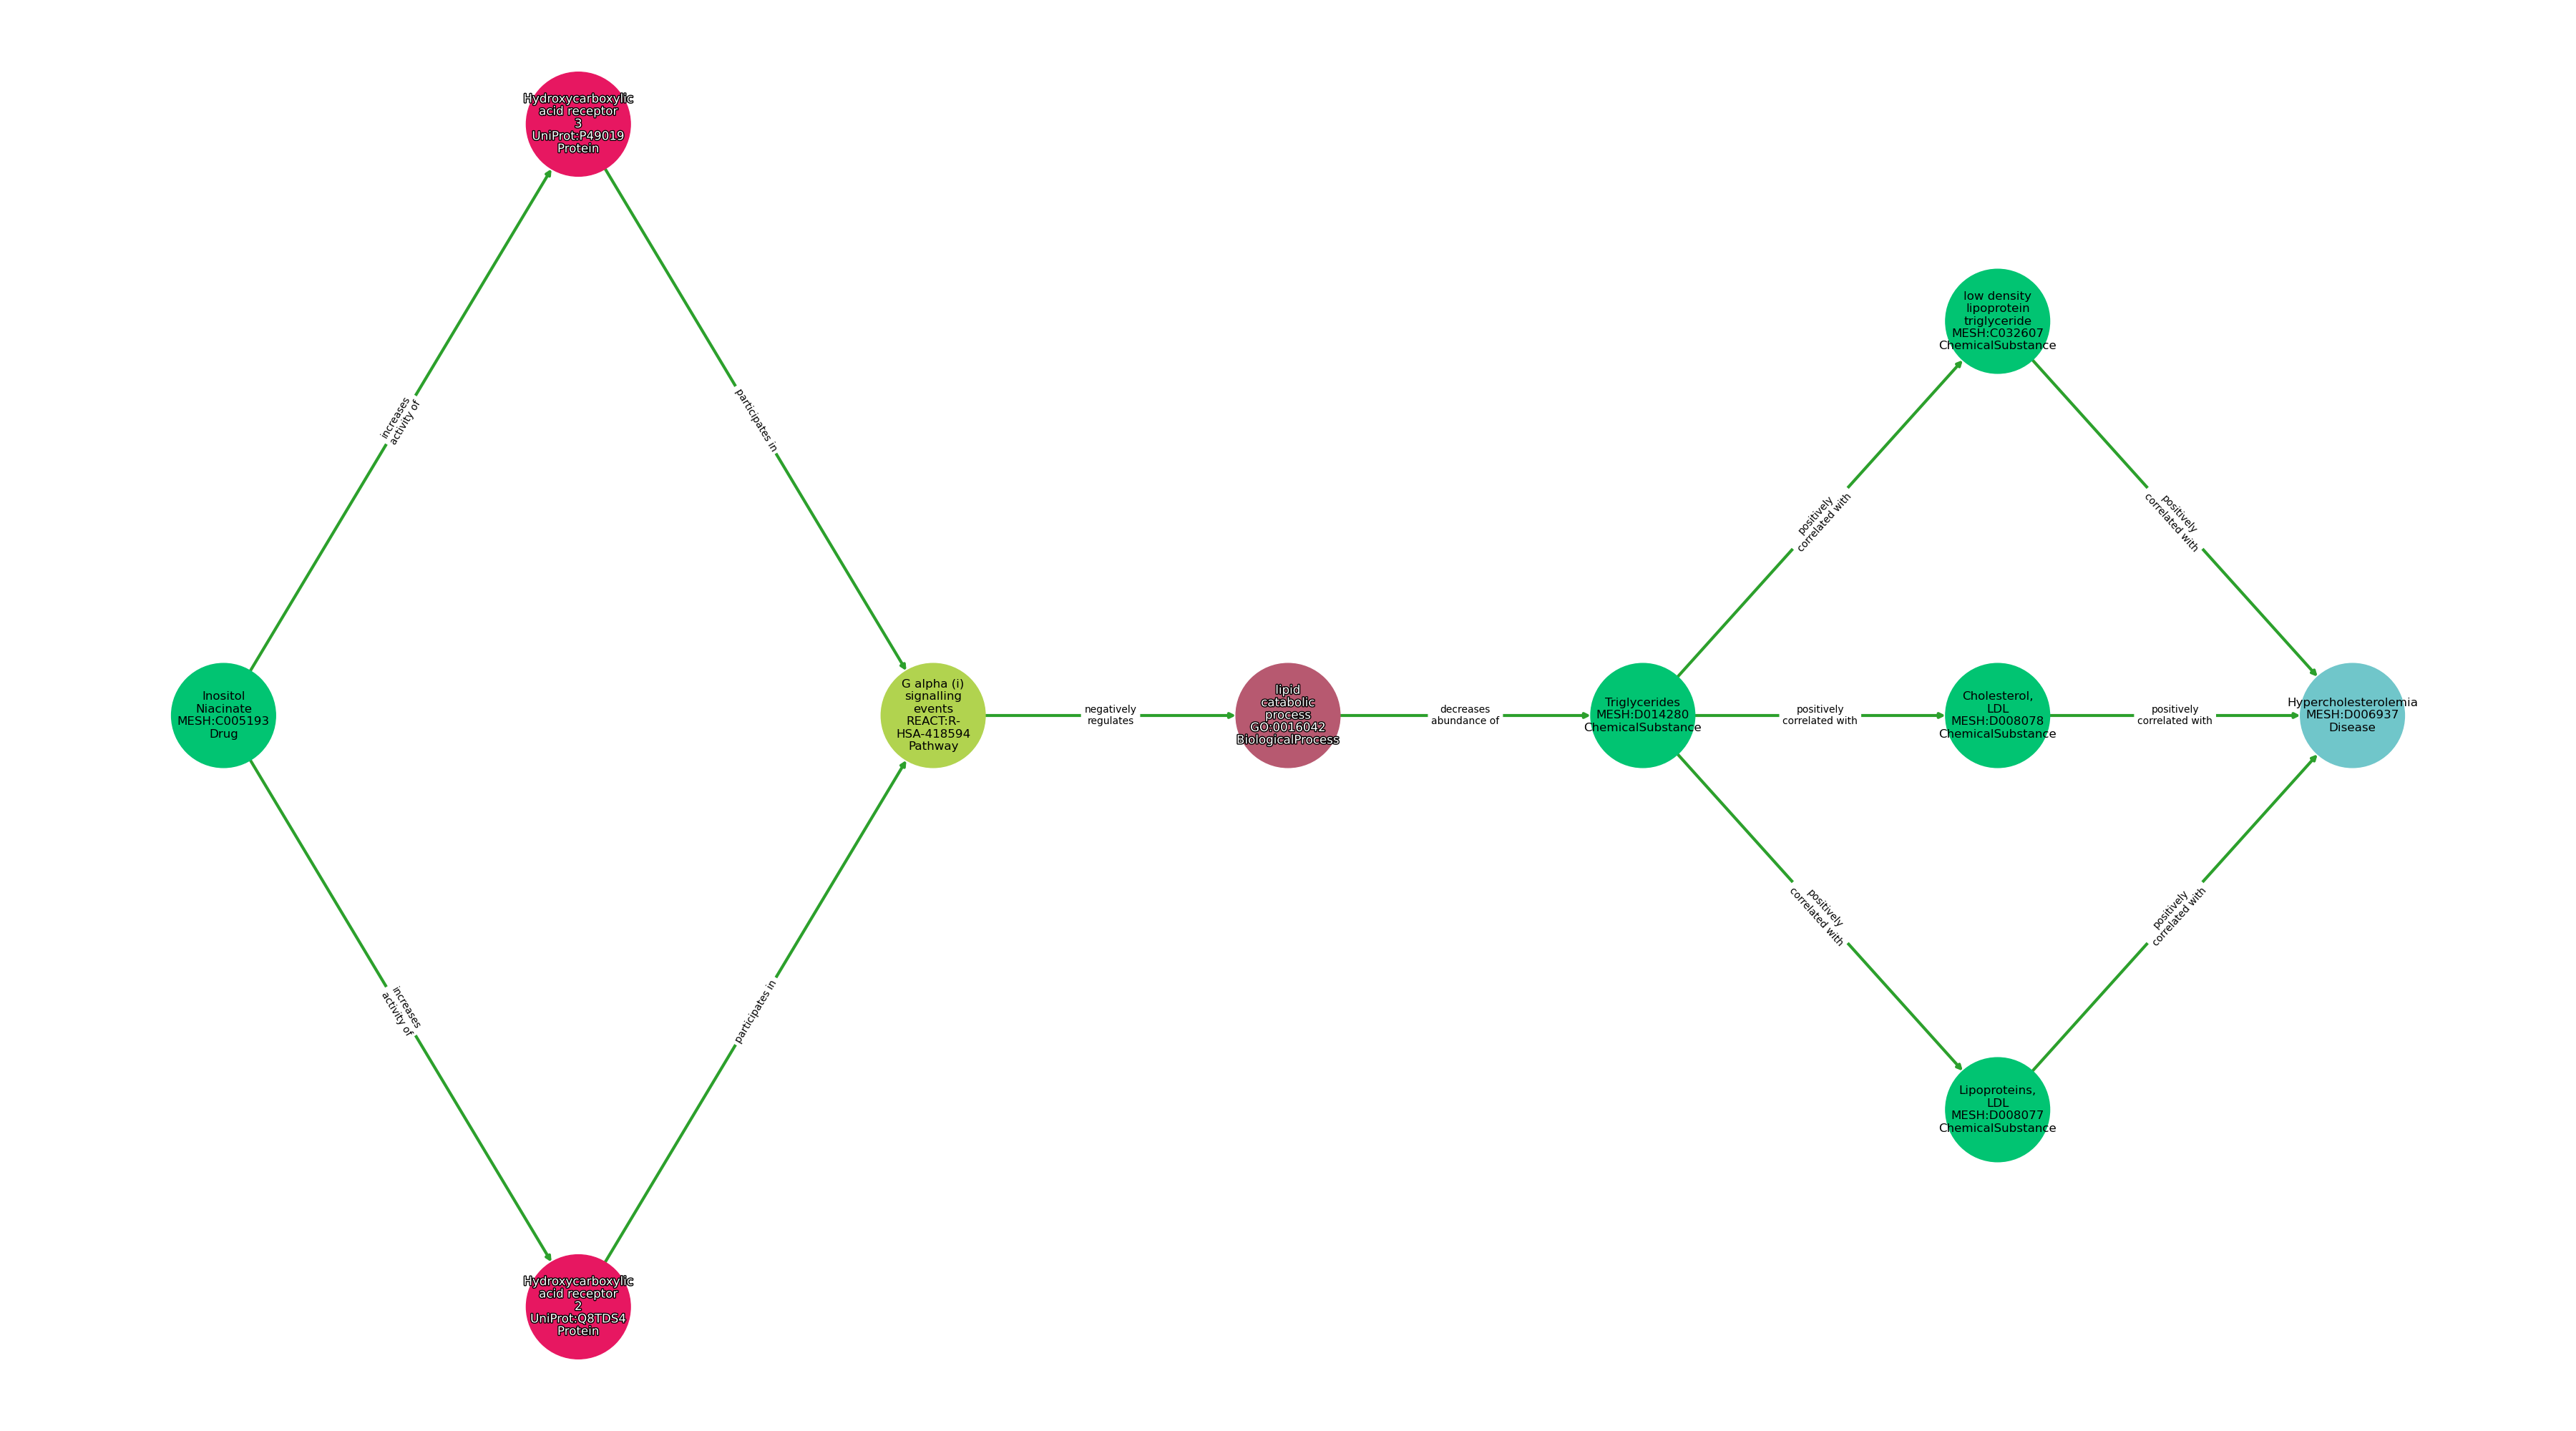 Hydroxycarboxylic
acid receptor
3
UniProt:P49019
Protein
increases
activity of
participates in
Inositol
Niacinate
MESH:C005193
Drug
increases
activity of
participates in
Hydroxycarboxylic
acid receptor
2
UniProt:Q8TDS4
Protein
G alpha (i)
signalling
events
REACT:R-
HSA-418594
Pathway
negatively
regulates
lipid
catabolic
process
GO:0016042
BiologicalProcess
decreases
abundance of
Triglycerides
MESH:D014280
ChemicalSubstance
positively
correlated with
low density
lipoprotein
triglyceride
MESH:C032607
ChemicalSubstance
positively
correlated with
positively
correlated with
Cholesterol,
LDL
MESH:D008078
ChemicalSubstance
positively
correlated with
Hypercholesterolemia
MESH:D006937
Disease
positively
correlated with
Lipoproteins,
LDL
MESH:D008077
ChemicalSubstance
positively
correlated with